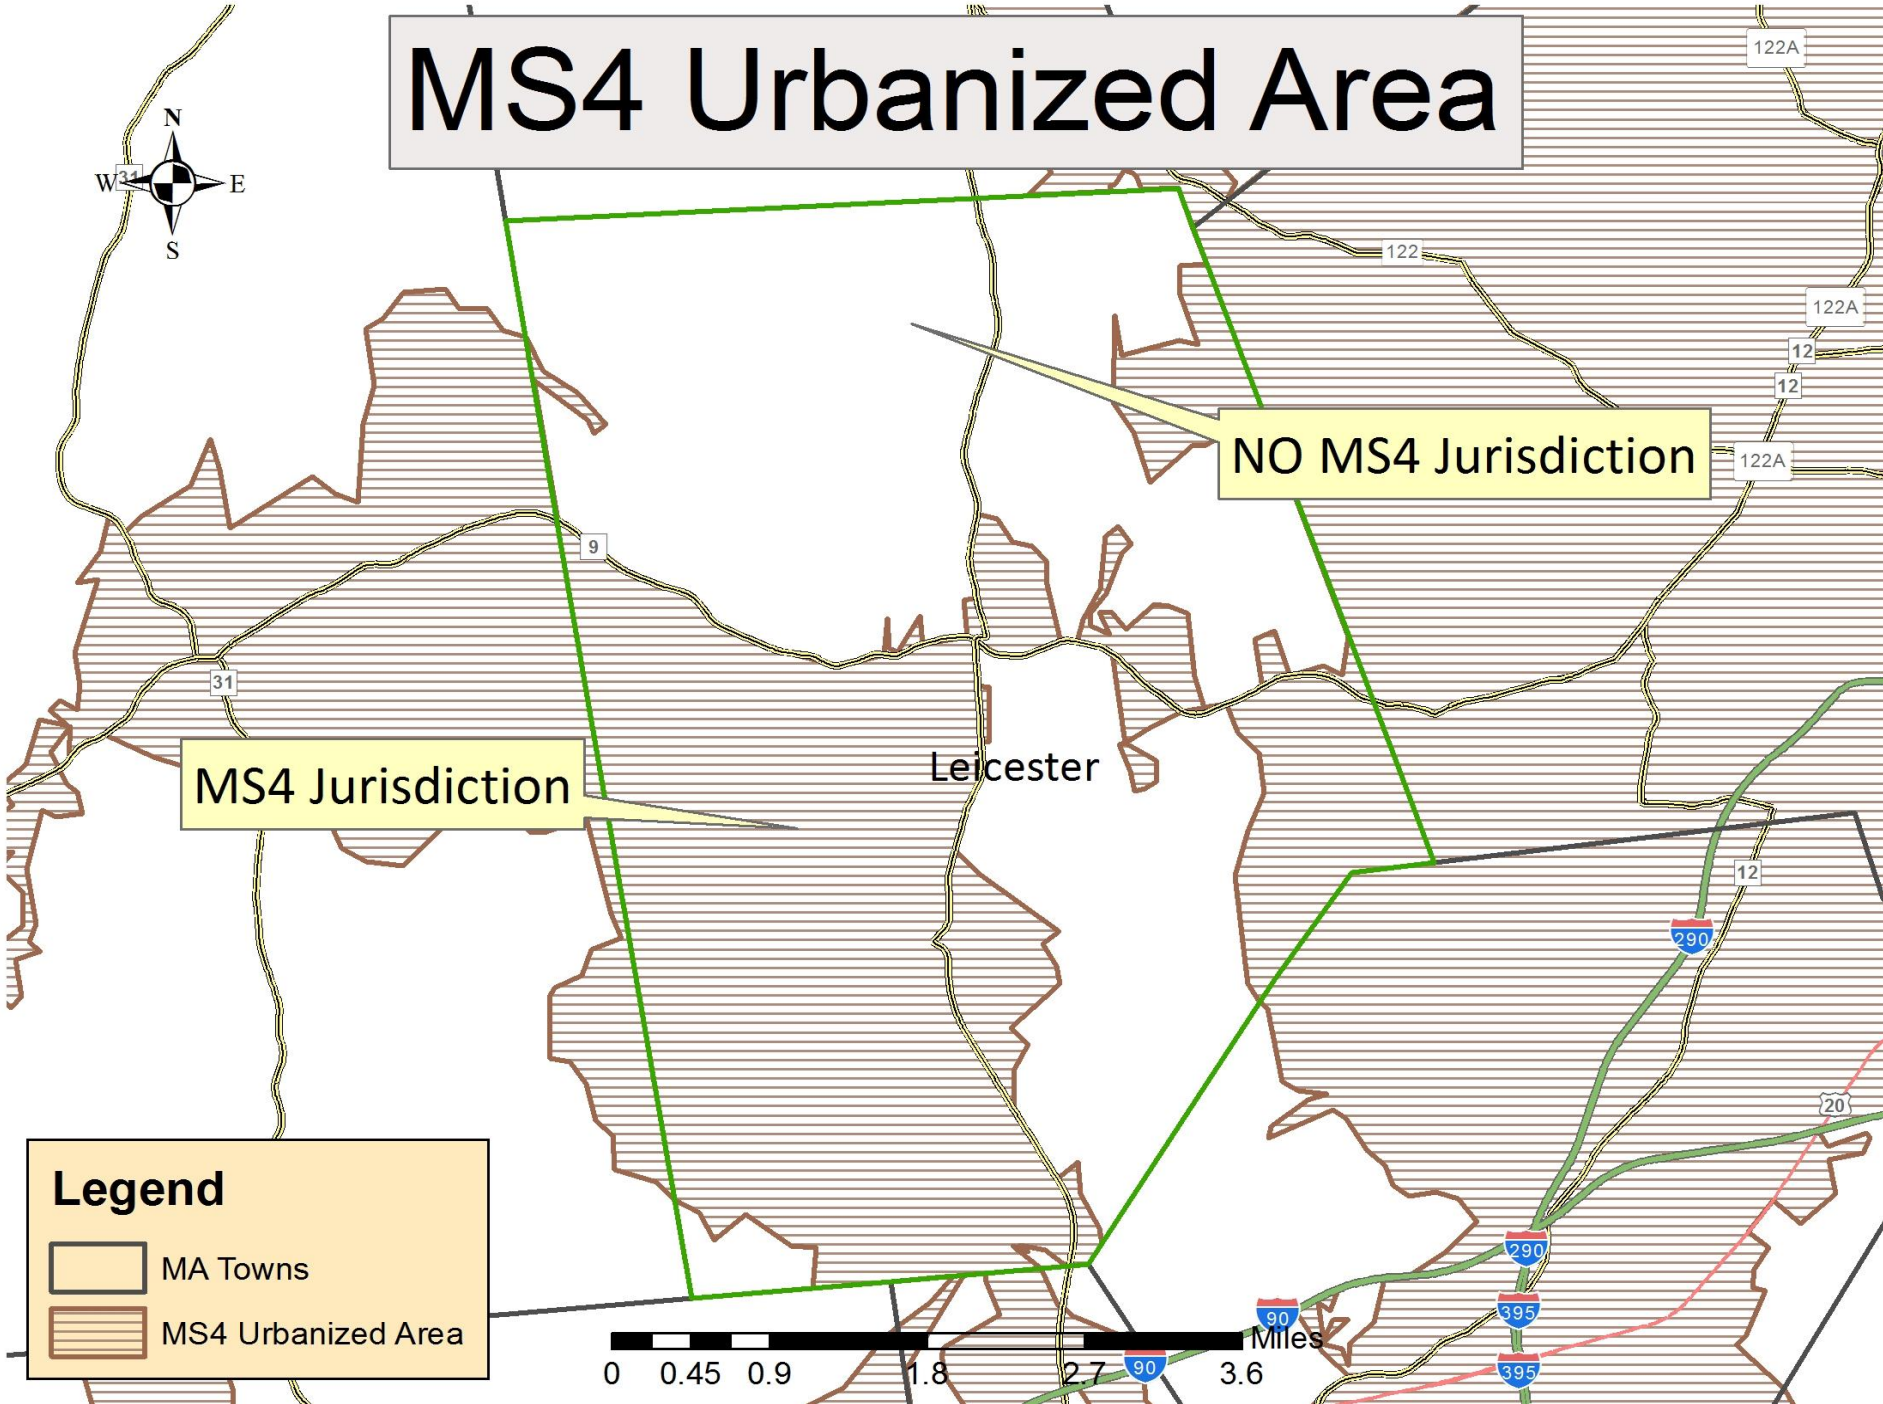 MS4 Urbanized Area
122A
N
W
31
E
S
122
122A
12
12
NO MS4 Jurisdiction
122A
9
31
MS4 Jurisdiction
Leicester
12
290
20
Legend
MA Towns
MS4 Urbanized Area
290
395
90
Miles
90
395
0 0.45 0.9 1.8 2.7 3.6